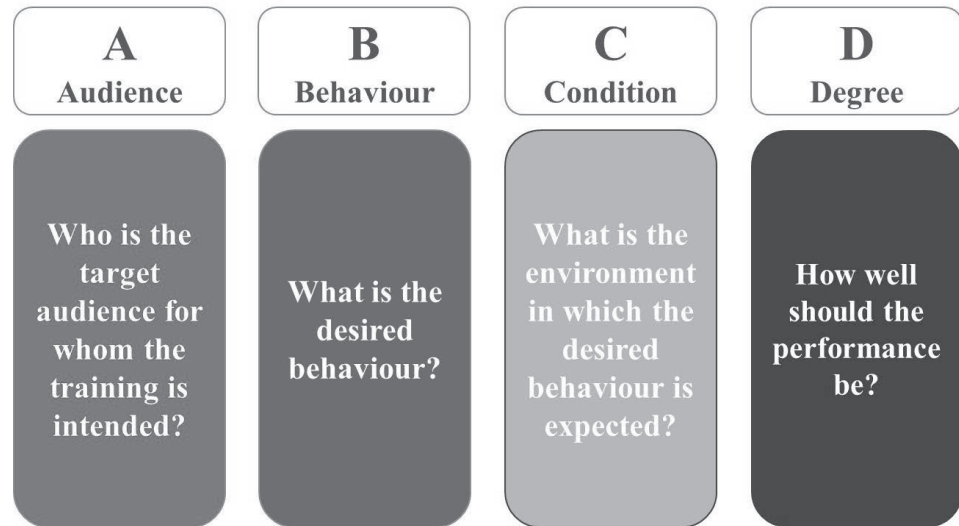 A
Audience
B
Behaviour
C
Condition
D
Degree
Who is the
target
audience for
whom the
training is
intended?
What is the
desired
behaviour?
What is the
environment
in which the
desired
behaviour is
expected?
How well
should the
performance
be?